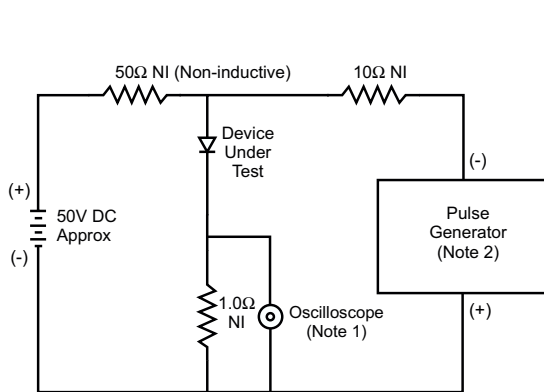 50Ω NI (Non-inductive)
10Ω NI
Device
Under
Test
(+)
50V DC
Approx
(-)
(-)
Pulse
Generator
(Note 2)
(+)
1.0Ω
NI
Oscilloscope
(Note 1)